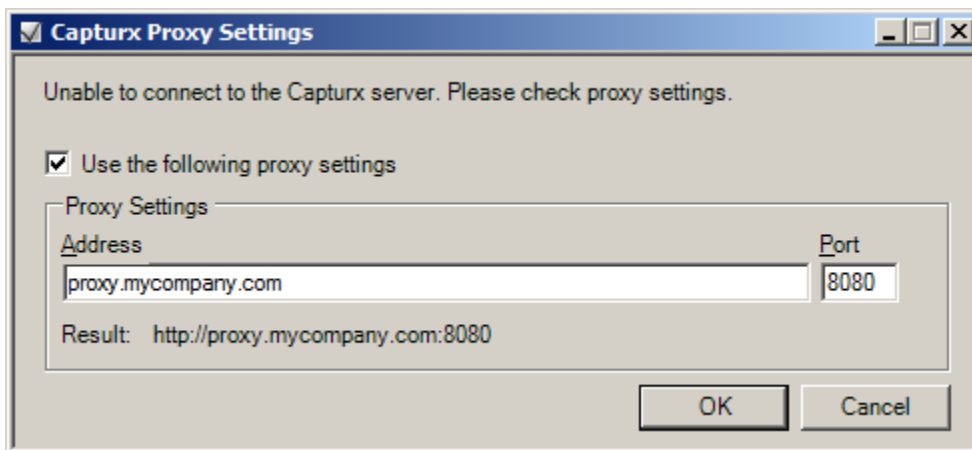 Capturx Proxy Settings
Unable to connect to the Capturx server. Please check proxy settings.
Use the following proxy settings
Proxy Settings
Address Port
proxy.mycompany.com 8080
Result: http://proxy.mycompany.com:8080
OK Cancel